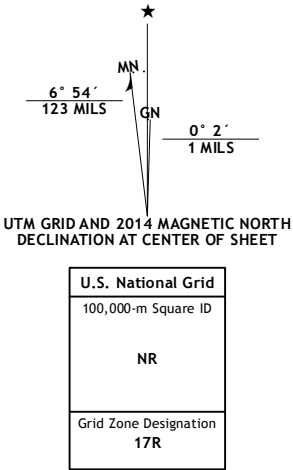 ★
MN
6° 54´
123 MILS
GN
0° 2´
1 MILS
UTM GRID AND 2014 MAGNETIC NORTH
DECLINATION AT CENTER OF SHEET
U.S. National Grid
100,000-m Square ID
NR
Grid Zone Designation
17R